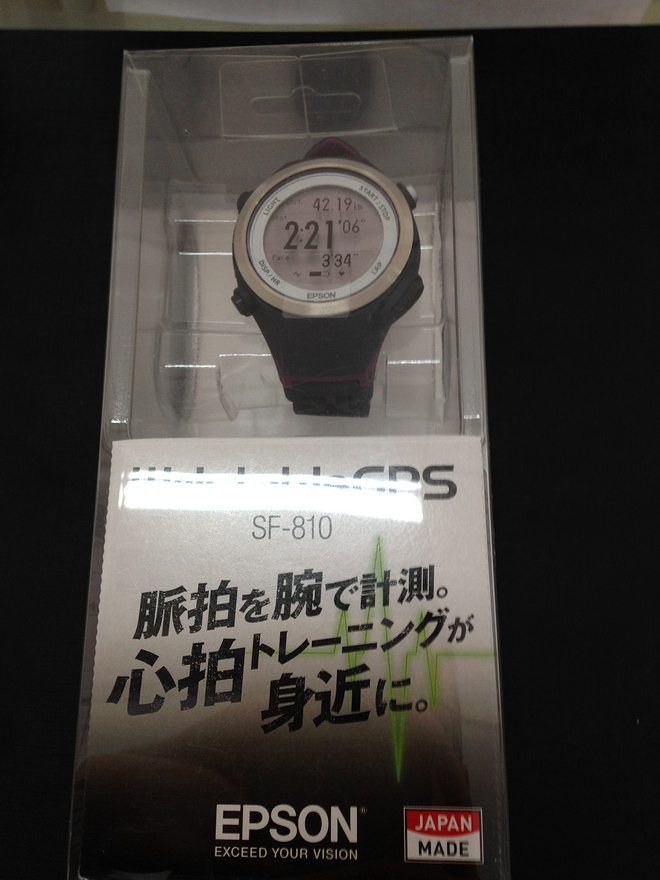 LIGHT
START/STOP
42.19
2:21'06"
3'34"
DISP/HR
LAP
EPSON
GPS
SF-810
脈拍を腕で計測。
心拍トレーニングが
身近に。
EPSON
EXCEED YOUR VISION
JAPAN
MADE